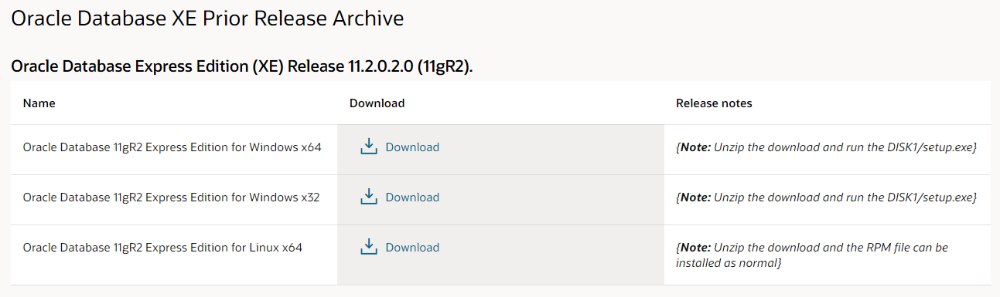 Oracle Database XE Prior Release Archive
Oracle Database Express Edition (XE) Release 11.2.0.2.0 (11gR2).
Name Download Release notes
Oracle Database 11gR2 Express Edition for Windows x64 Download {Note: Unzip the download and run the DISK1/setup.exe}
Oracle Database 11gR2 Express Edition for Windows x32 Download {Note: Unzip the download and run the DISK1/setup.exe}
Oracle Database 11gR2 Express Edition for Linux x64 Download {Note: Unzip the download and the RPM file can be
installed as normal}